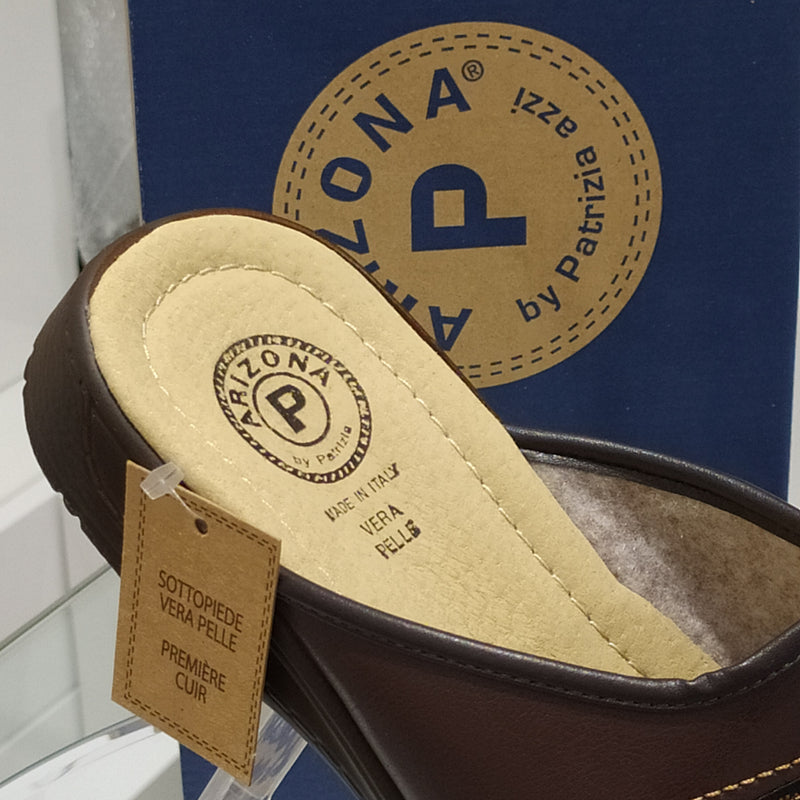 ARIZONA®
by Patrizia azzi
P
ARIZONA
P
by Patrizia
MADE IN ITALY
VERA
PELLE
SOTTOPIEDE
VERA PELLE
PREMIÈRE
CUIR